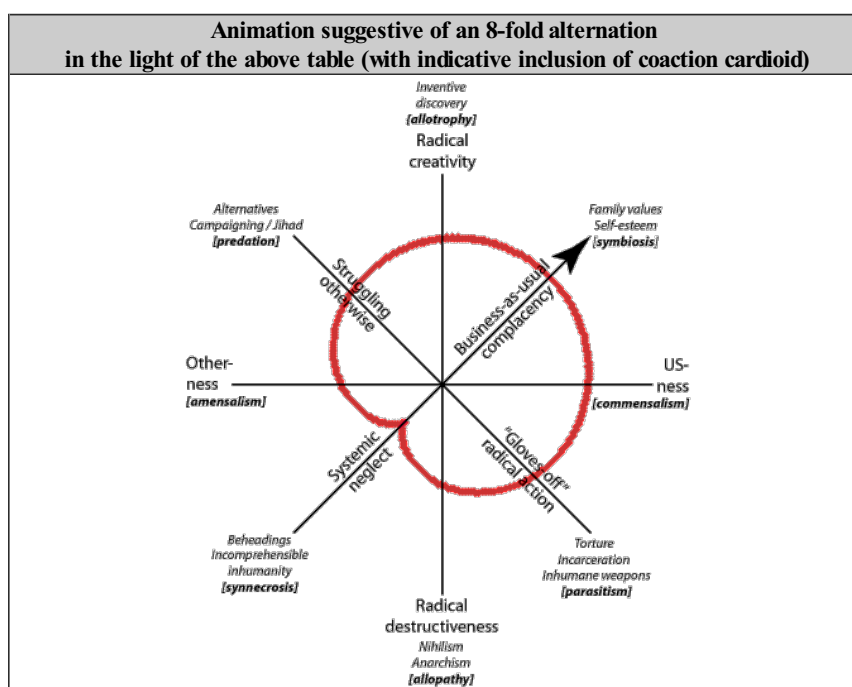 Animation suggestive of an 8-fold alternation
in the light of the above table (with indicative inclusion of coaction cardioid)
Inventive
discovery
[allotrophy]
Radical
creativity
Alternatives
Campaigning / Jihad
[predation]
Family values
Self-esteem
[symbiosis]
Struggling
otherwise
Business-as-usual
complacency
Other-
ness
[amensalism]
US-
ness
[commensalism]
Systemic
neglect
"Gloves off"
radical action
Beheadings
Incomprehensible
inhumanity
[synnecrosis]
Torture
Incarceration
Inhumane weapons
[parasitism]
Radical
destructiveness
Nihilism
Anarchism
[allopathy]